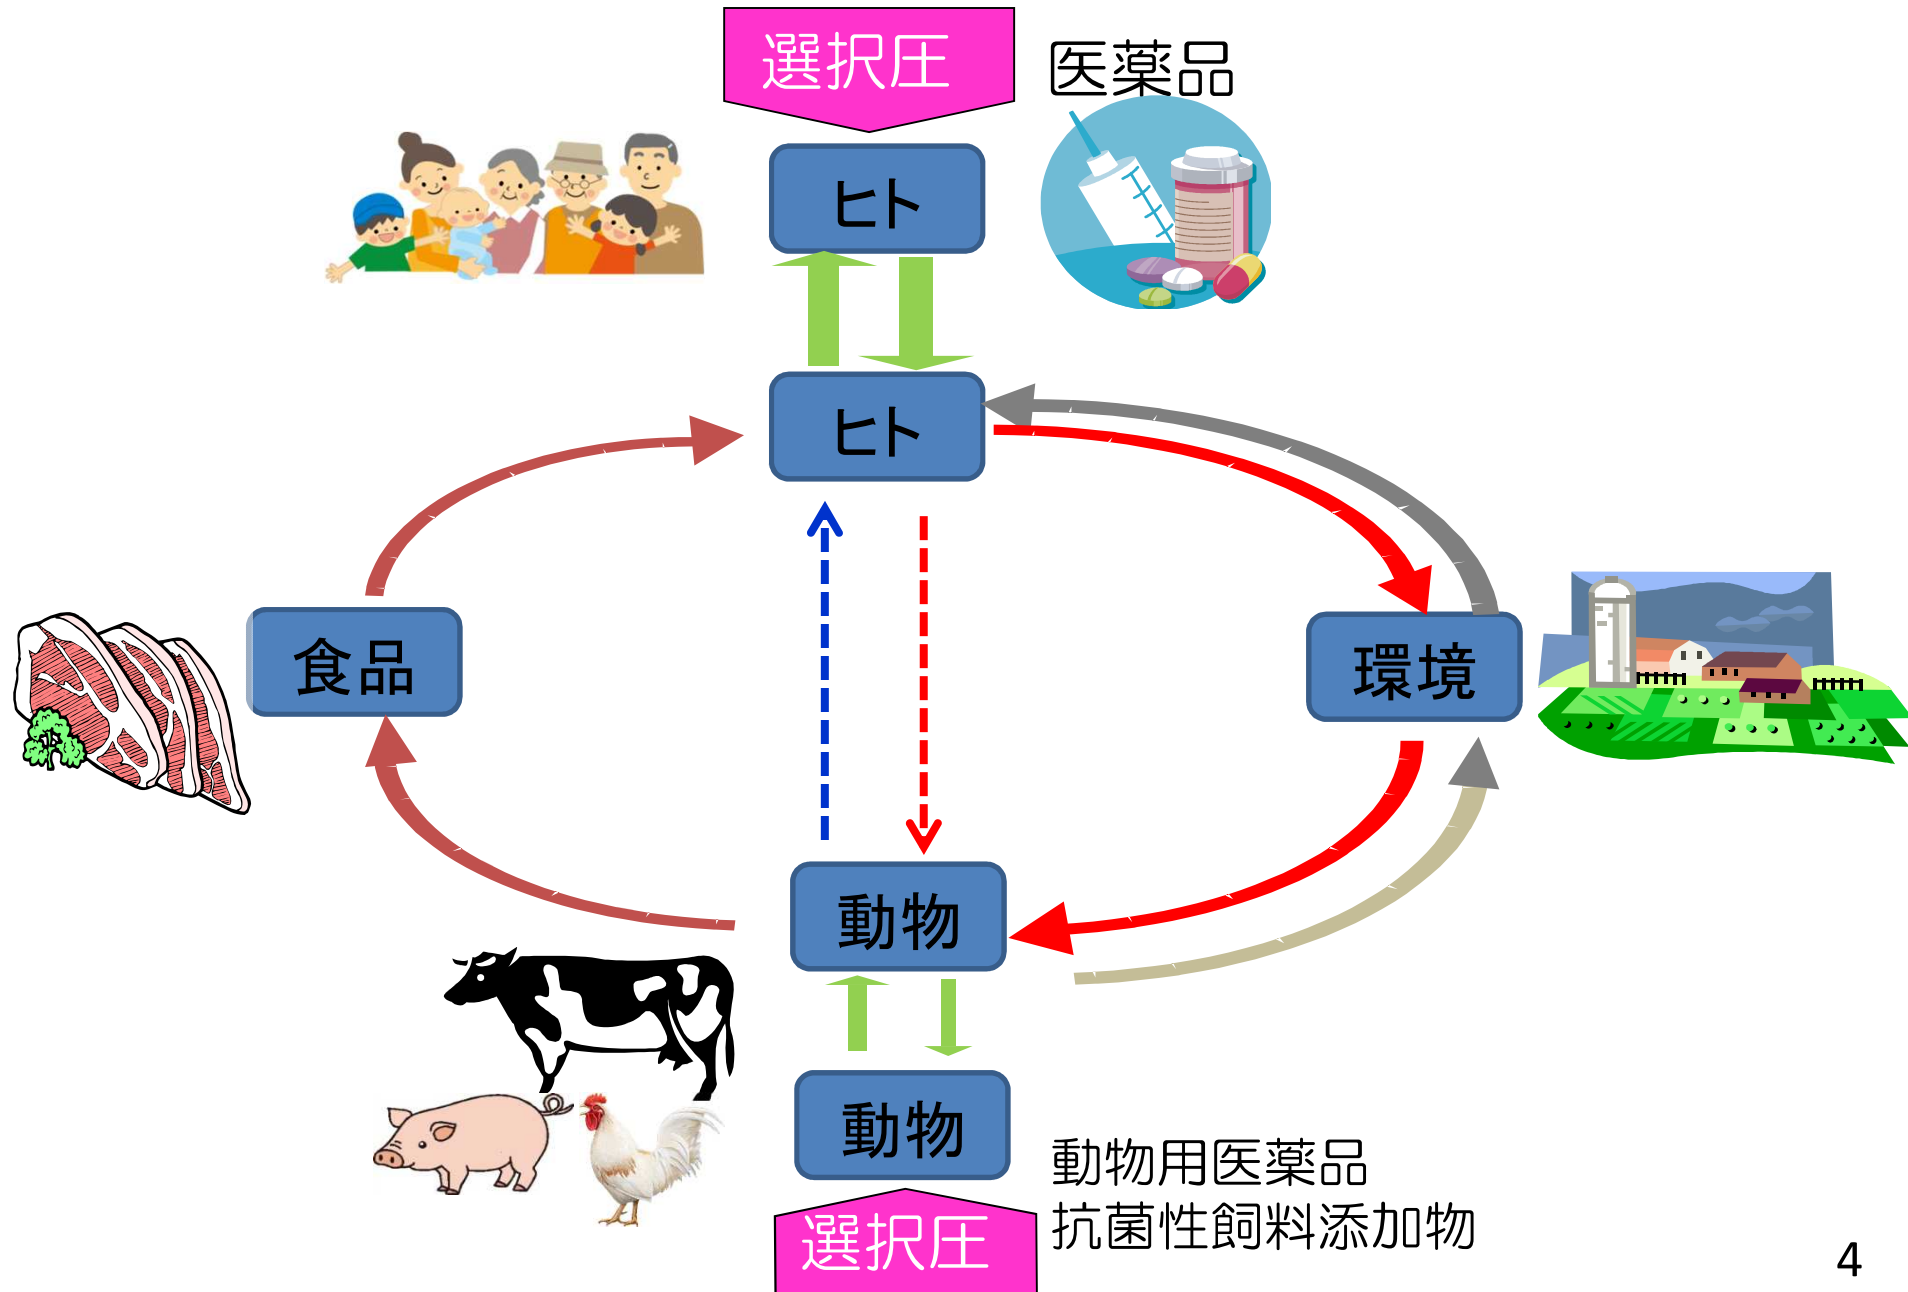 選択圧
医薬品
ヒト
ヒト
食品
環境
動物
動物
動物用医薬品
抗菌性飼料添加物
選択圧
4